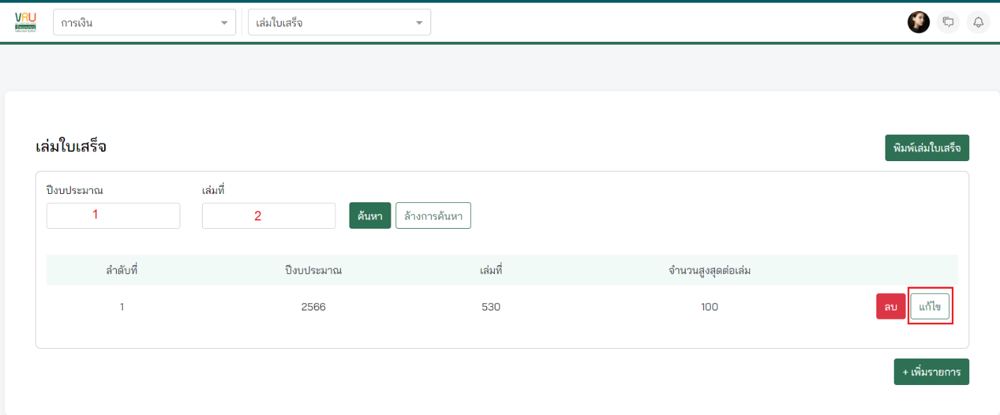 VRU
การเงิน
เล่มใบเสร็จ
เล่มใบเสร็จ
พิมพ์เล่มใบเสร็จ
ปีงบประมาณ
เล่มที่
1
2
ค้นหา
ล้างการค้นหา
ลำดับที่ ปีงบประมาณ เล่มที่ จำนวนสูงสุดต่อเล่ม
1 2566 530 100 ลบ แก้ไข
+ เพิ่มรายการ